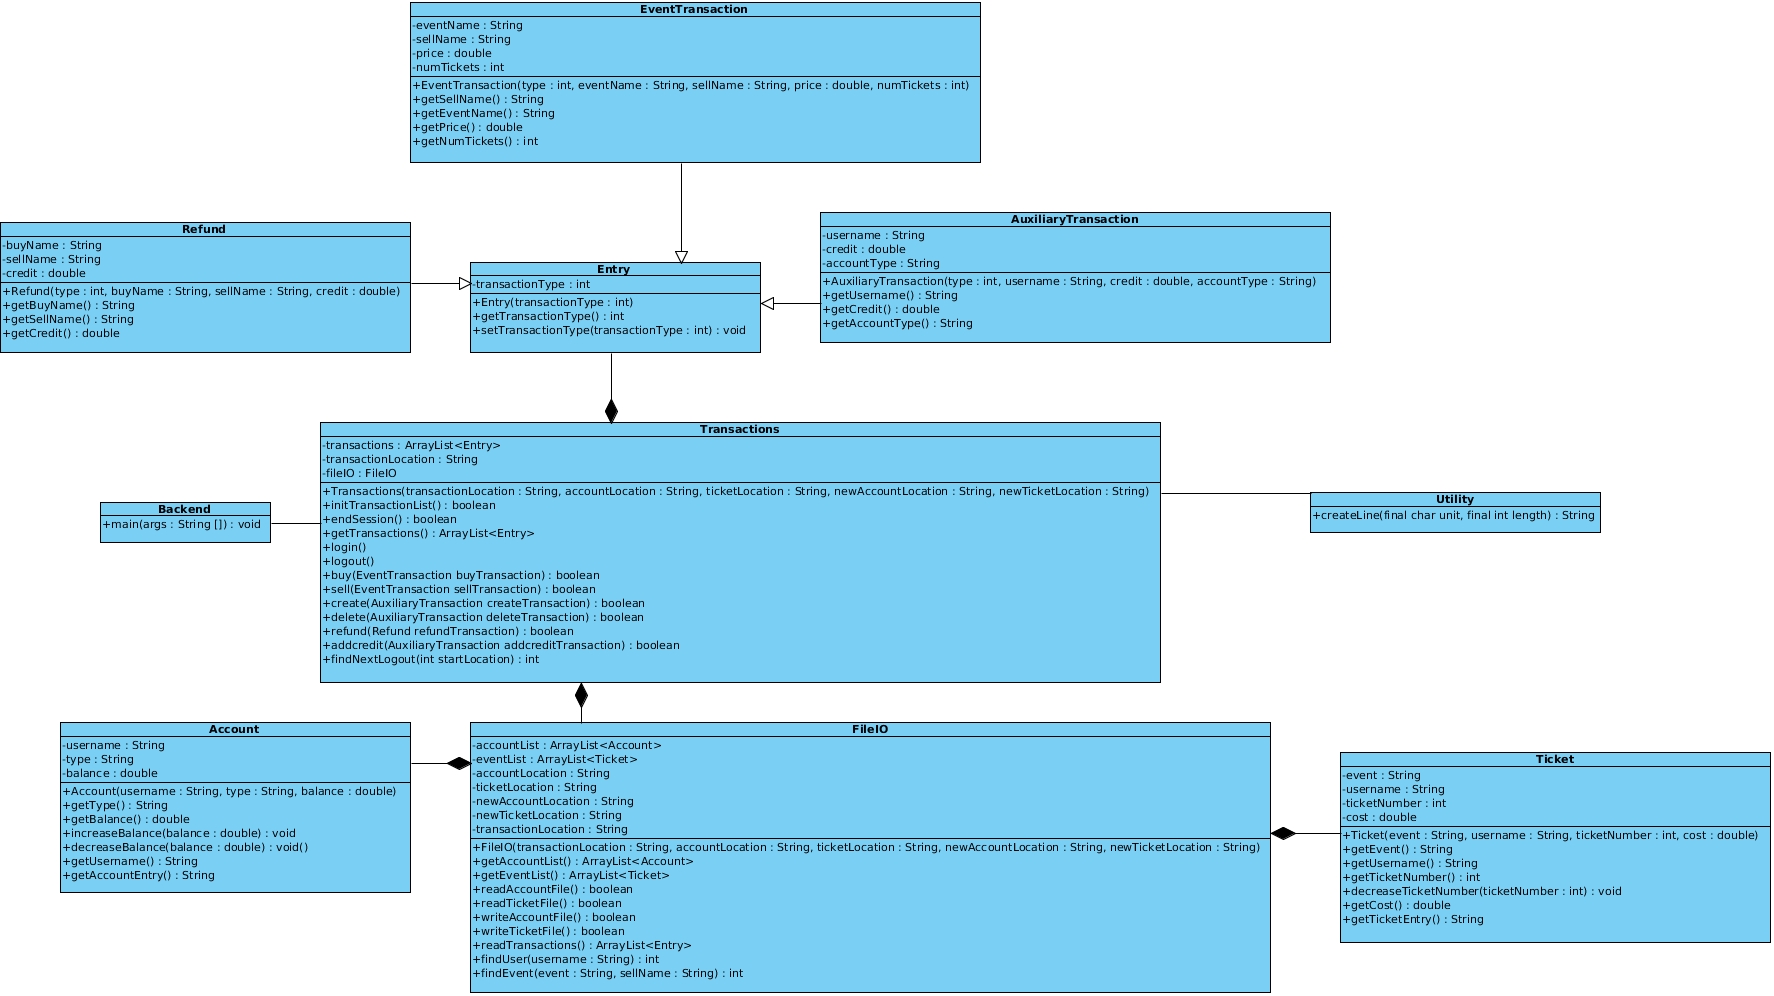 EventTransaction
-eventName : String
-sellName : String
-price : double
-numTickets : int
+EventTransaction(type : int, eventName : String, sellName : String, price : double, numTickets : int)
+getSellName() : String
+getEventName() : String
+getPrice() : double
+getNumTickets() : int
Refund
-buyName : String
-sellName : String
-credit : double
+Refund(type : int, buyName : String, sellName : String, credit : double)
+getBuyName() : String
+getSellName() : String
+getCredit() : double
Entry
-transactionType : int
+Entry(transactionType : int)
+getTransactionType() : int
+setTransactionType(transactionType : int) : void
AuxiliaryTransaction
-username : String
-credit : double
-accountType : String
+AuxiliaryTransaction(type : int, username : String, credit : double, accountType : String)
+getUsername() : String
+getCredit() : double
+getAccountType() : String
Transactions
-transactions : ArrayList<Entry>
-transactionLocation : String
-fileIO : FileIO
+Transactions(transactionLocation : String, accountLocation : String, ticketLocation : String, newAccountLocation : String, newTicketLocation : String)
+initTransactionList() : boolean
+endSession() : boolean
+getTransactions() : ArrayList<Entry>
+login()
+logout()
+buy(EventTransaction buyTransaction) : boolean
+sell(EventTransaction sellTransaction) : boolean
+create(AuxiliaryTransaction createTransaction) : boolean
+delete(AuxiliaryTransaction deleteTransaction) : boolean
+refund(Refund refundTransaction) : boolean
+addcredit(AuxiliaryTransaction addcreditTransaction) : boolean
+findNextLogout(int startLocation) : int
Backend
+main(args : String []) : void
Utility
+createLine(final char unit, final int length) : String
Account
-username : String
-type : String
-balance : double
+Account(username : String, type : String, balance : double)
+getType() : String
+getBalance() : double
+increaseBalance(balance : double) : void
+decreaseBalance(balance : double) : void()
+getUsername() : String
+getAccountEntry() : String
FileIO
-accountList : ArrayList<Account>
-eventList : ArrayList<Ticket>
-accountLocation : String
-ticketLocation : String
-newAccountLocation : String
-newTicketLocation : String
-transactionLocation : String
+FileIO(transactionLocation : String, accountLocation : String, ticketLocation : String, newAccountLocation : String, newTicketLocation : String)
+getAccountList() : ArrayList<Account>
+getEventList() : ArrayList<Ticket>
+readAccountFile() : boolean
+readTicketFile() : boolean
+writeAccountFile() : boolean
+writeTicketFile() : boolean
+readTransactions() : ArrayList<Entry>
+findUser(username : String) : int
+findEvent(event : String, sellName : String) : int
Ticket
-event : String
-username : String
-ticketNumber : int
-cost : double
+Ticket(event : String, username : String, ticketNumber : int, cost : double)
+getEvent() : String
+getUsername() : String
+getTicketNumber() : int
+decreaseTicketNumber(ticketNumber : int) : void
+getCost() : double
+getTicketEntry() : String